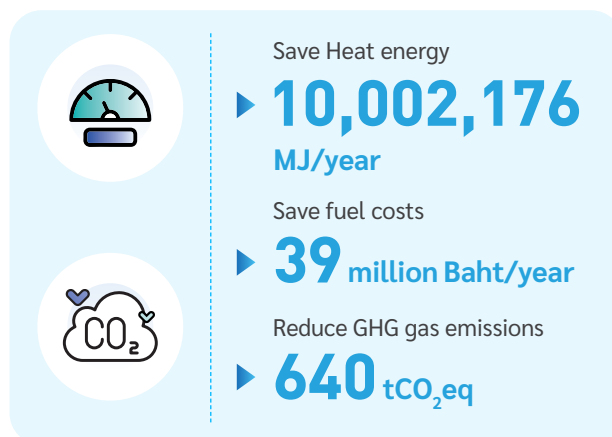 Save Heat energy
10,002,176
MJ/year
Save fuel costs
39 million Baht/year
CO₂
Reduce GHG gas emissions
640 tCO₂eq